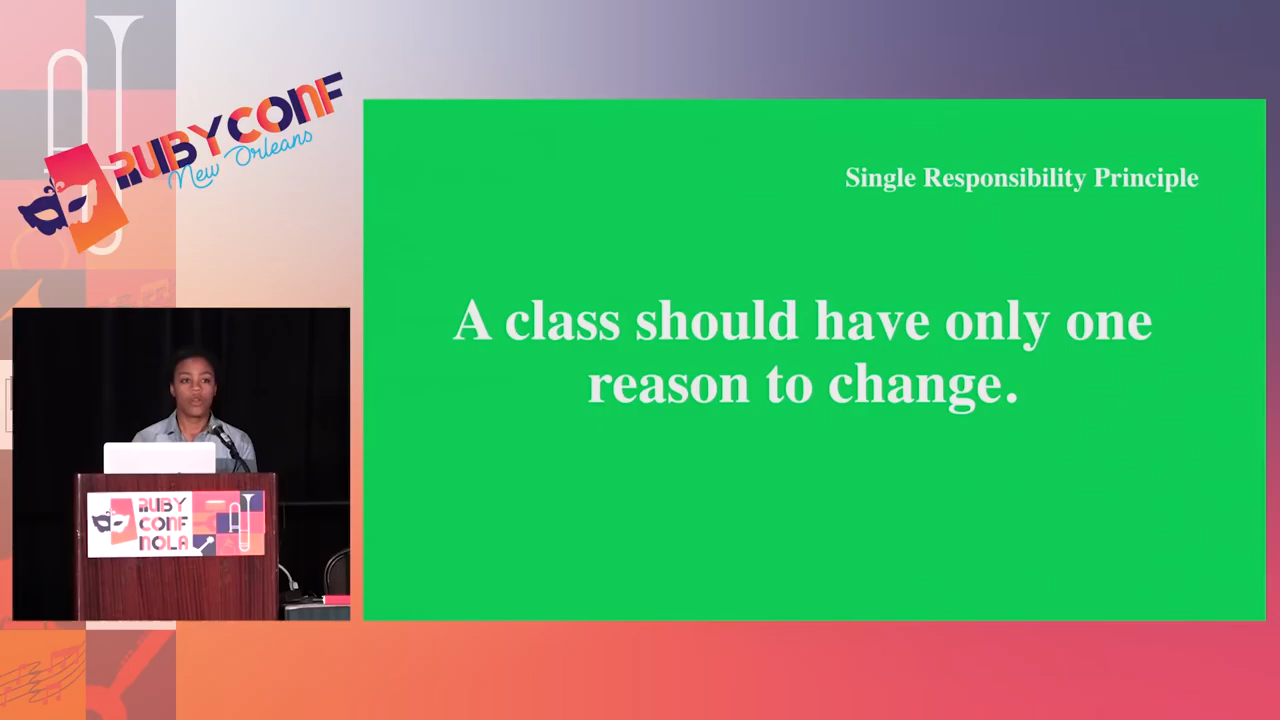 RUBYCONF
New Orleans
Single Responsibility Principle
A class should have only one
reason to change.
RUBY
CONF
NOLA